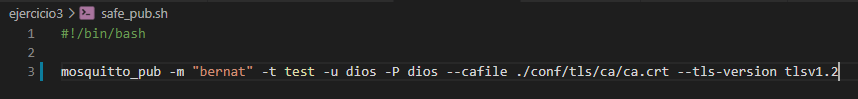 ejercicio3 > safe_pub.sh
1 #!/bin/bash
2
3 mosquitto_pub -m "bernat" -t test -u dios -P dios --cafile ./conf/tls/ca/ca.crt --tls-version tlsv1.2